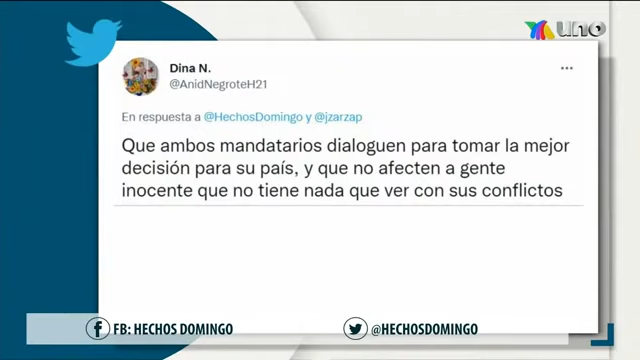 uno
Dina N.
@AnidNegroteH21
En respuesta a @HechosDomingo y @jzarzap
Que ambos mandatarios dialoguen para tomar la mejor
decisión para su país, y que no afecten a gente
inocente que no tiene nada que ver con sus conflictos
FB: HECHOS DOMINGO
@HECHOSDOMINGO